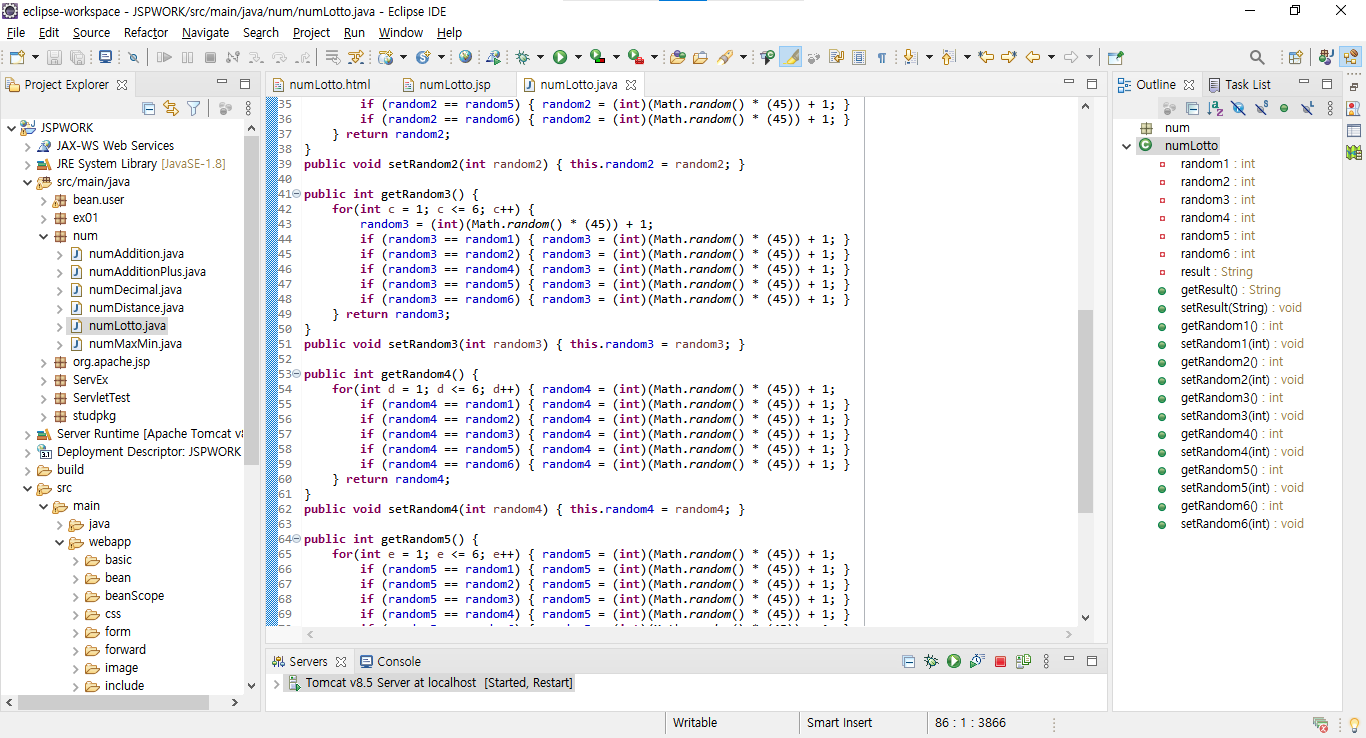 eclipse-workspace - JSPWORK/src/main/java/num/numLotto.java - Eclipse IDE
File Edit Source Refactor Navigate Search Project Run Window Help
Project Explorer
JSPWORK
JAX-WS Web Services
JRE System Library [JavaSE-1.8]
src/main/java
bean.user
ex01
num
numAddition.java
numAdditionPlus.java
numDecimal.java
numDistance.java
numLotto.java
numMaxMin.java
org.apache.jsp
ServEx
ServletTest
studpkg
Server Runtime [Apache Tomcat v8
Deployment Descriptor: JSPWORK
build
src
main
java
webapp
basic
bean
beanScope
css
form
forward
image
include
numLotto.html numLotto.jsp numLotto.java
35 if (random2 == random5) { random2 = (int)(Math.random() * (45)) + 1; }
36 if (random2 == random6) { random2 = (int)(Math.random() * (45)) + 1; }
37 } return random2;
38 }
39 public void setRandom2(int random2) { this.random2 = random2; }
40
41 public int getRandom3() {
42 for(int c = 1; c <= 6; c++) {
43 random3 = (int)(Math.random() * (45)) + 1;
44 if (random3 == random1) { random3 = (int)(Math.random() * (45)) + 1; }
45 if (random3 == random2) { random3 = (int)(Math.random() * (45)) + 1; }
46 if (random3 == random4) { random3 = (int)(Math.random() * (45)) + 1; }
47 if (random3 == random5) { random3 = (int)(Math.random() * (45)) + 1; }
48 if (random3 == random6) { random3 = (int)(Math.random() * (45)) + 1; }
49 } return random3;
50 }
51 public void setRandom3(int random3) { this.random3 = random3; }
52
53 public int getRandom4() {
54 for(int d = 1; d <= 6; d++) { random4 = (int)(Math.random() * (45)) + 1;
55 if (random4 == random1) { random4 = (int)(Math.random() * (45)) + 1; }
56 if (random4 == random2) { random4 = (int)(Math.random() * (45)) + 1; }
57 if (random4 == random3) { random4 = (int)(Math.random() * (45)) + 1; }
58 if (random4 == random5) { random4 = (int)(Math.random() * (45)) + 1; }
59 if (random4 == random6) { random4 = (int)(Math.random() * (45)) + 1; }
60 } return random4;
61 }
62 public void setRandom4(int random4) { this.random4 = random4; }
63
64 public int getRandom5() {
65 for(int e = 1; e <= 6; e++) { random5 = (int)(Math.random() * (45)) + 1;
66 if (random5 == random1) { random5 = (int)(Math.random() * (45)) + 1; }
67 if (random5 == random2) { random5 = (int)(Math.random() * (45)) + 1; }
68 if (random5 == random3) { random5 = (int)(Math.random() * (45)) + 1; }
69 if (random5 == random4) { random5 = (int)(Math.random() * (45)) + 1; }
Servers Console
Tomcat v8.5 Server at localhost [Started, Restart]
Outline Task List
num
numLotto
random1 : int
random2 : int
random3 : int
random4 : int
random5 : int
random6 : int
result : String
getResult() : String
setResult(String) : void
getRandom1() : int
setRandom1(int) : void
getRandom2() : int
setRandom2(int) : void
getRandom3() : int
setRandom3(int) : void
getRandom4() : int
setRandom4(int) : void
getRandom5() : int
setRandom5(int) : void
getRandom6() : int
setRandom6(int) : void
Writable Smart Insert 86 : 1 : 3866